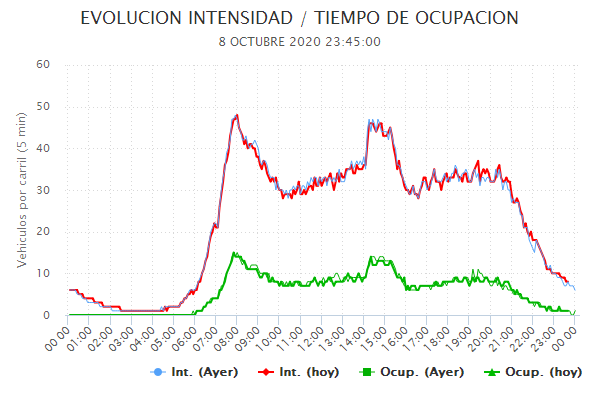 EVOLUCION INTENSIDAD / TIEMPO DE OCUPACION
8 OCTUBRE 2020 23:45:00
Vehiculos por carril (5 min)
60
50
40
30
20
10
0
00:00 01:00 02:00 03:00 04:00 05:00 06:00 07:00 08:00 09:00 10:00 11:00 12:00 13:00 14:00 15:00 16:00 17:00 18:00 19:00 20:00 21:00 22:00 23:00 00:00
Int. (Ayer) Int. (hoy) Ocup. (Ayer) Ocup. (hoy)